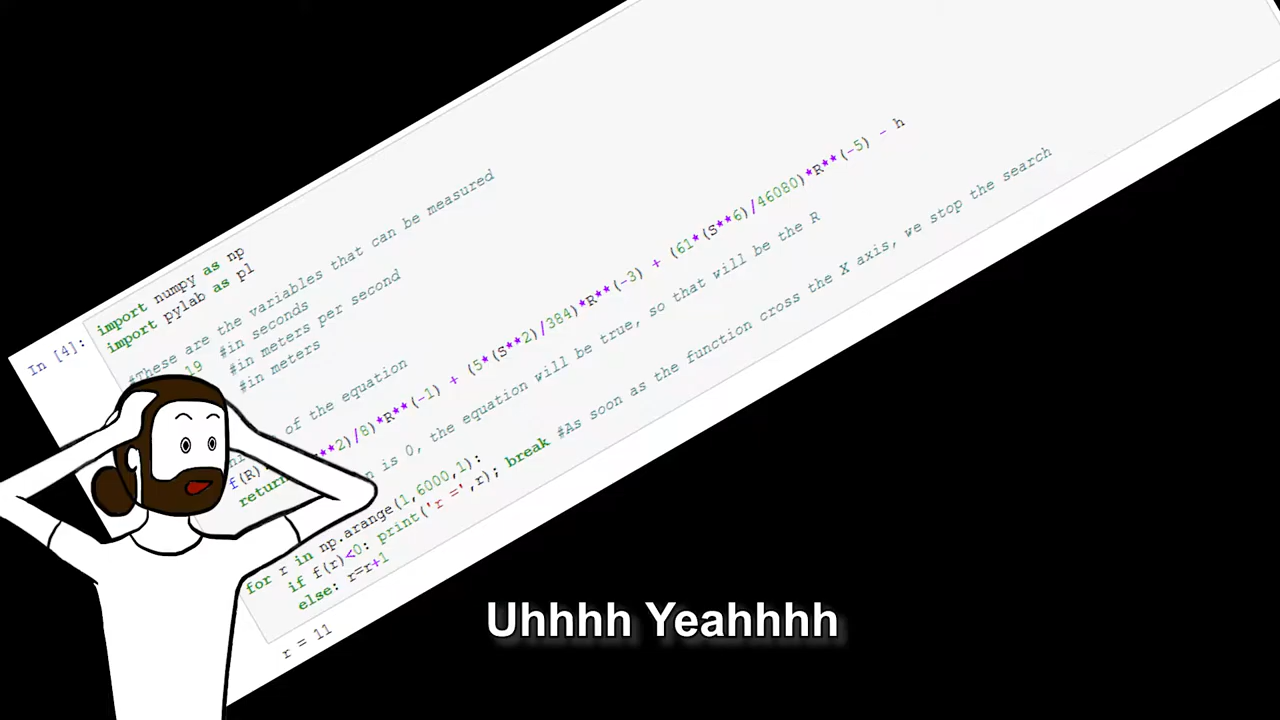 In [4]:
import numpy as np
import pylab as pl
#These are the variables that can be measured
19 #in seconds
#in meters per second
#in meters
of the equation
f(R)
return **2)/8)*R**(-1) + (5*(S**2)/384)*R**(-3) + (61*(S**6)/46080)*R**(-5) - h
n is 0, the equation will be true, so that will be the R
for r in np.arange(1,6000,1):
if f(r)<0: print('r =',r); break #As soon as the function cross the X axis, we stop the search
else: r=r+1
r = 11
Uhhhh Yeahhhh